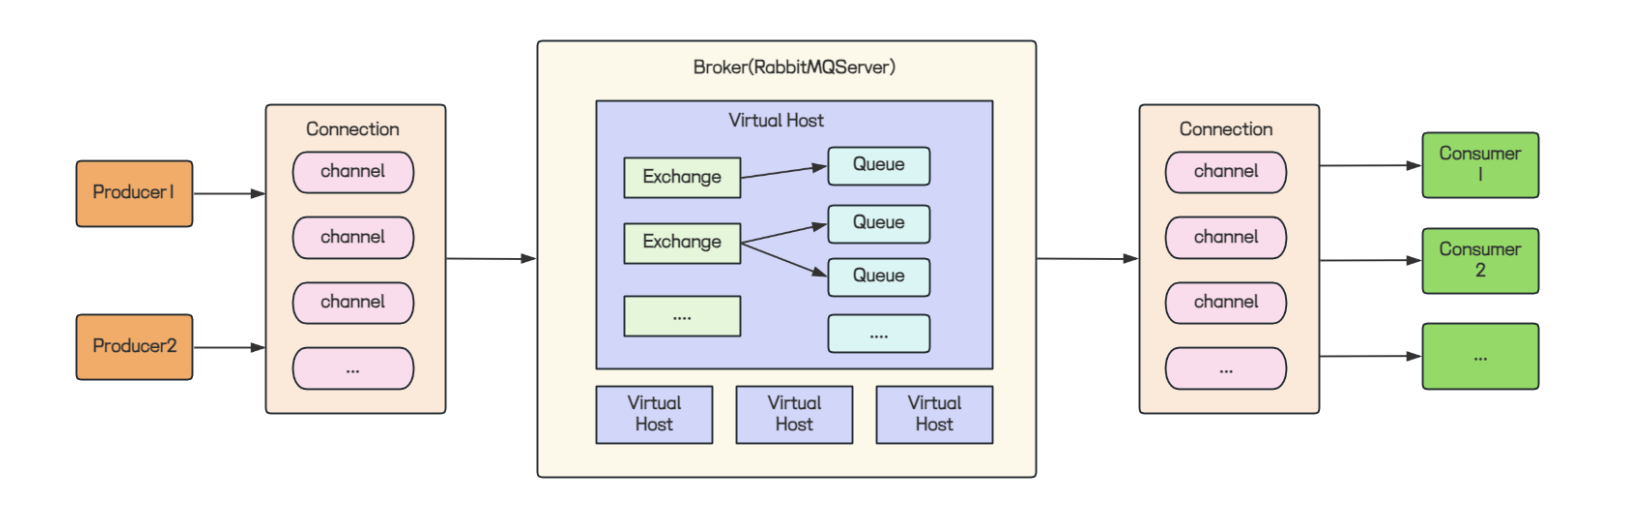 Broker(RabbitMQServer)
Producer1
Producer2
Connection
channel
channel
channel
...
Virtual Host
Exchange
Exchange
....
Queue
Queue
Queue
....
Virtual
Host
Virtual
Host
Virtual
Host
Connection
channel
channel
channel
...
Consumer
1
Consumer
2
...